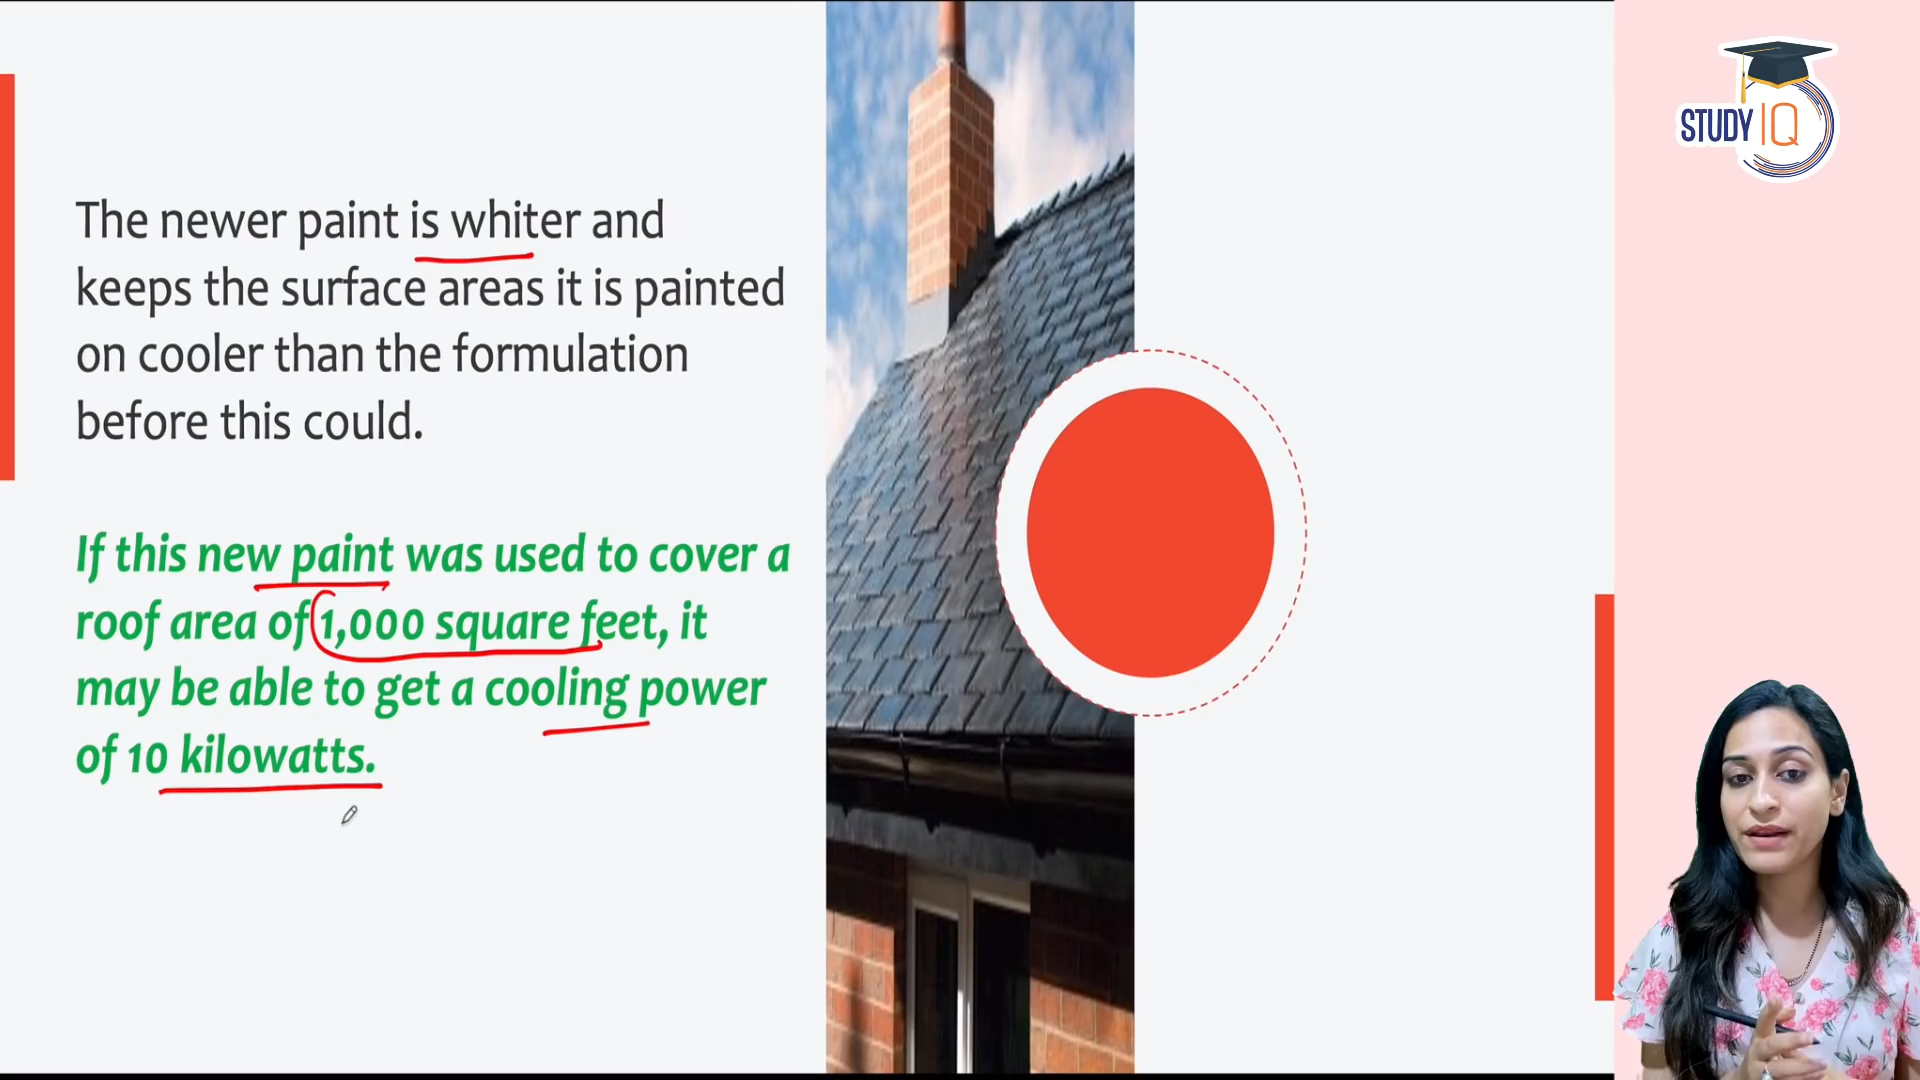 The newer paint is whiter and
keeps the surface areas it is painted
on cooler than the formulation
before this could.
If this new paint was used to cover a
roof area of 1,000 square feet, it
may be able to get a cooling power
of 10 kilowatts.
STUDY IQ